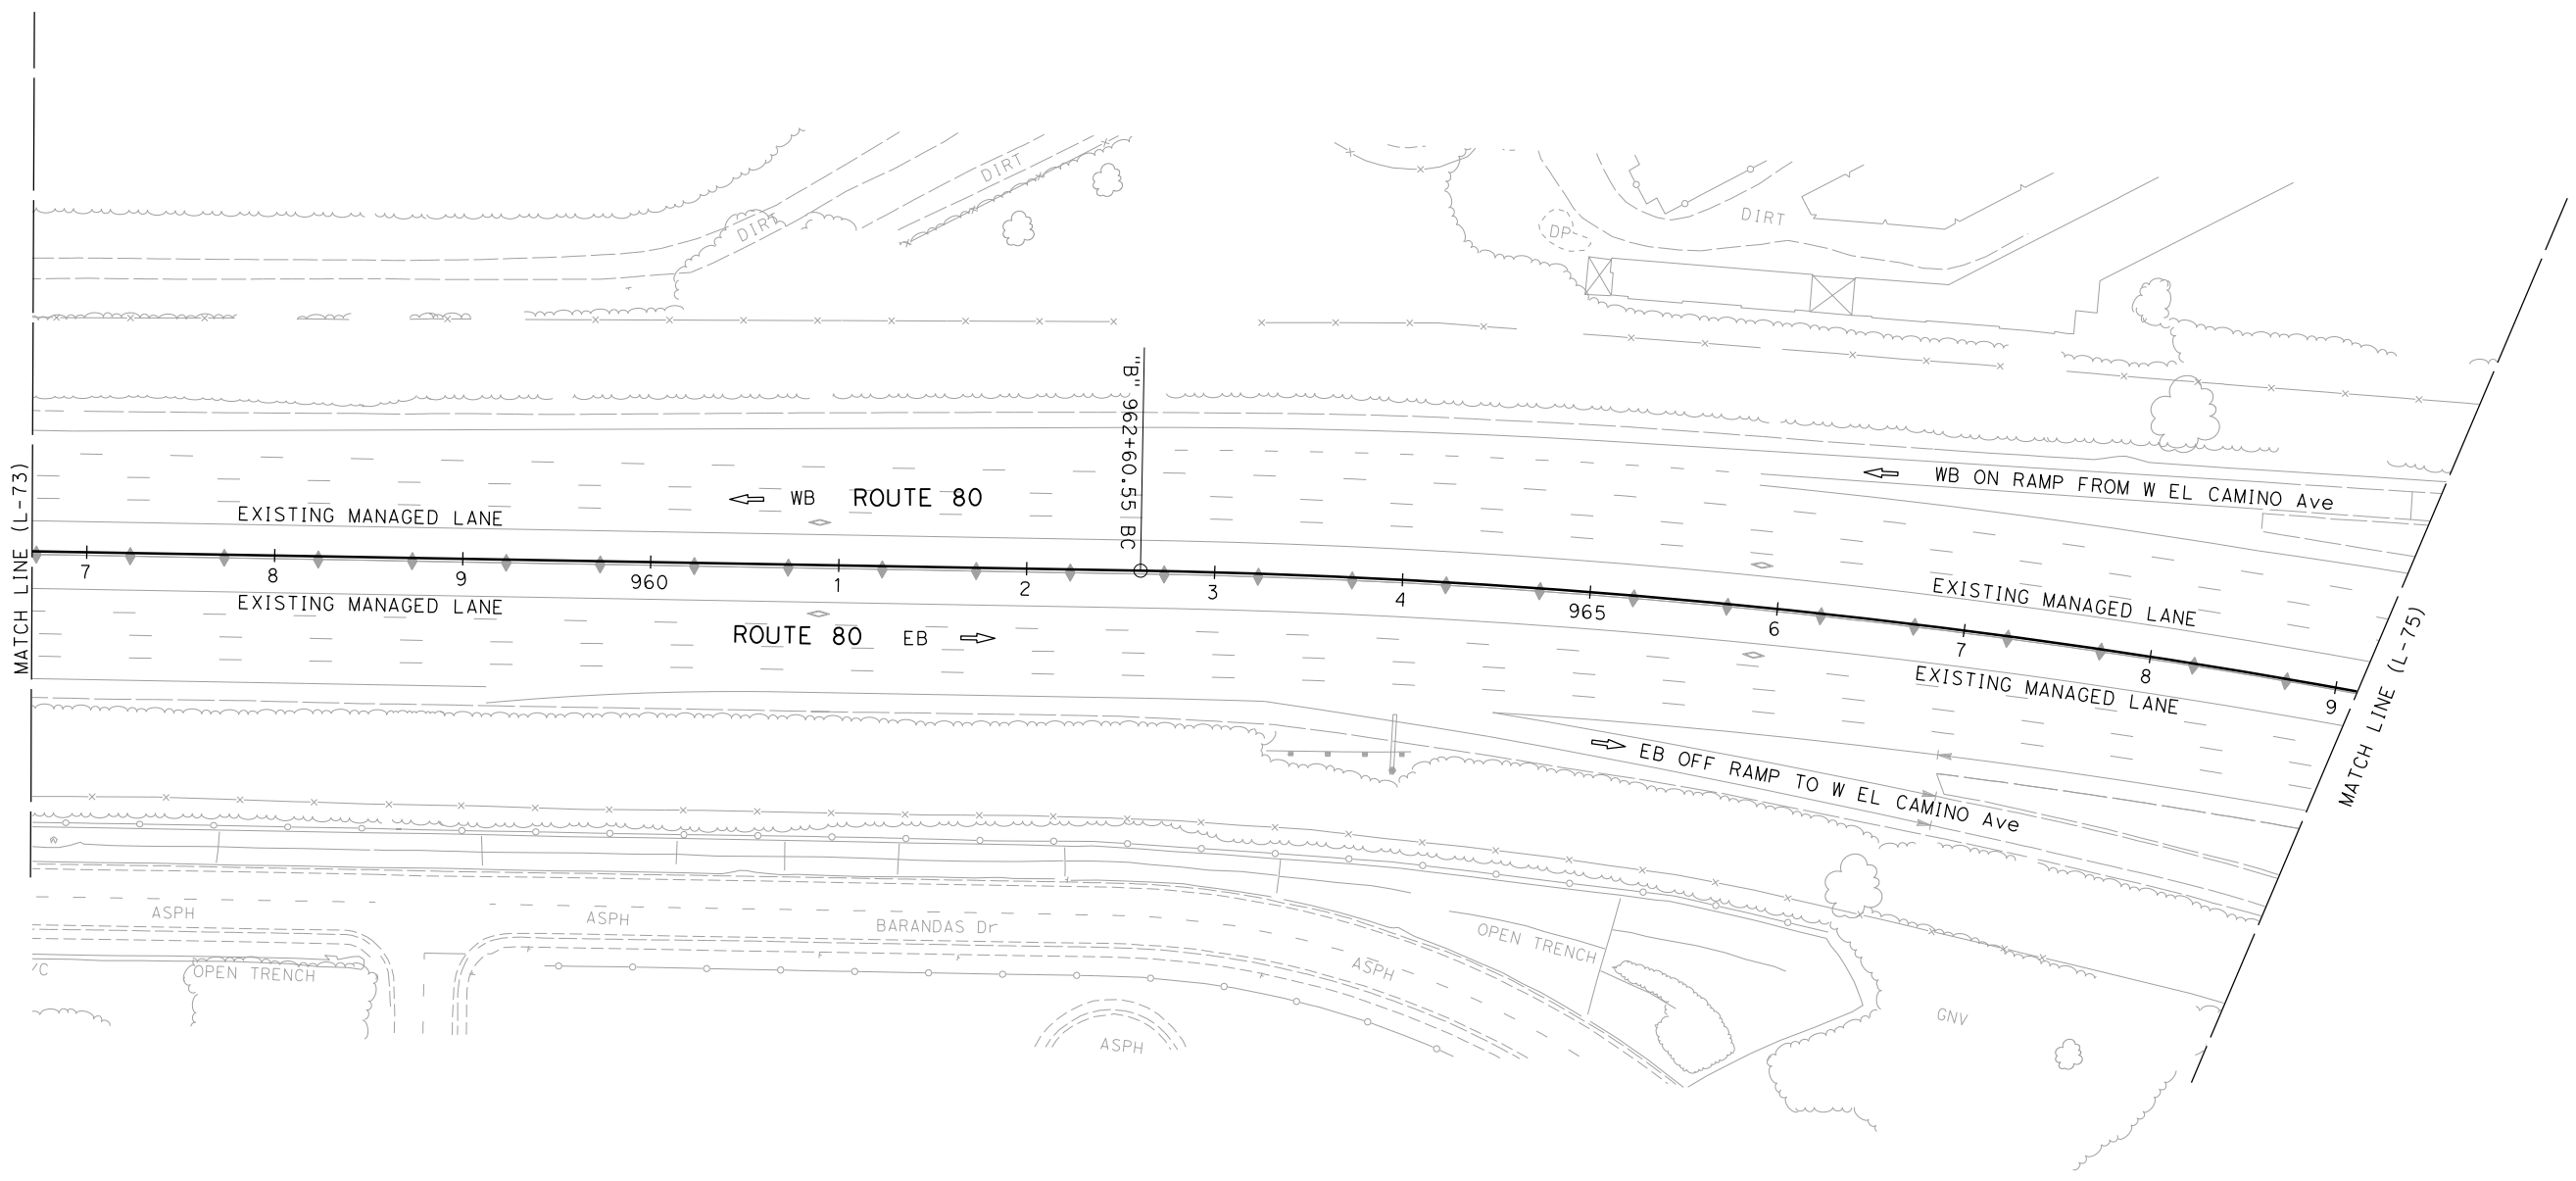 DIRT
DIRT
DIRT
DP
"B" 962+60.55 BC
WB ON RAMP FROM W EL CAMINO Ave
WB ROUTE 80
EXISTING MANAGED LANE
EXISTING MANAGED LANE
MATCH LINE (L-73)
7 8 9 960 1 2 3 4 965 6 7 8 9
EXISTING MANAGED LANE
ROUTE 80 EB
EXISTING MANAGED LANE
MATCH LINE (L-75)
EB OFF RAMP TO W EL CAMINO Ave
ASPH
ASPH
BARANDAS Dr
OPEN TRENCH
ASPH
/C
OPEN TRENCH
GNV
ASPH